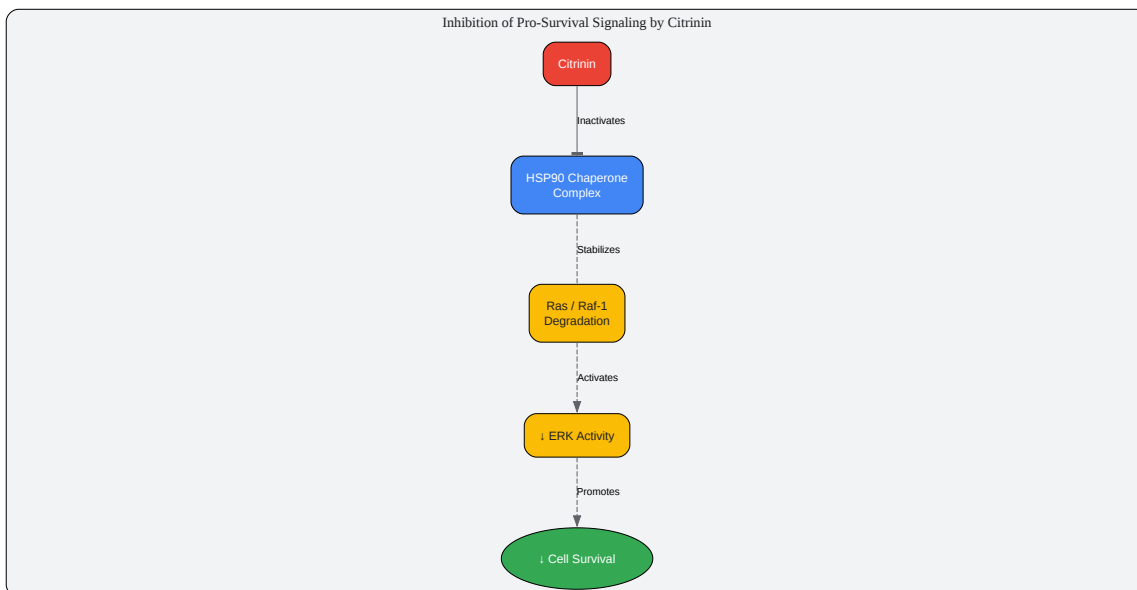 Inhibition of Pro-Survival Signaling by Citrinin
Citrinin
Inactivates
HSP90 Chaperone
Complex
Stabilizes
Ras / Raf-1
Degradation
Activates
↓ ERK Activity
Promotes
↓ Cell Survival